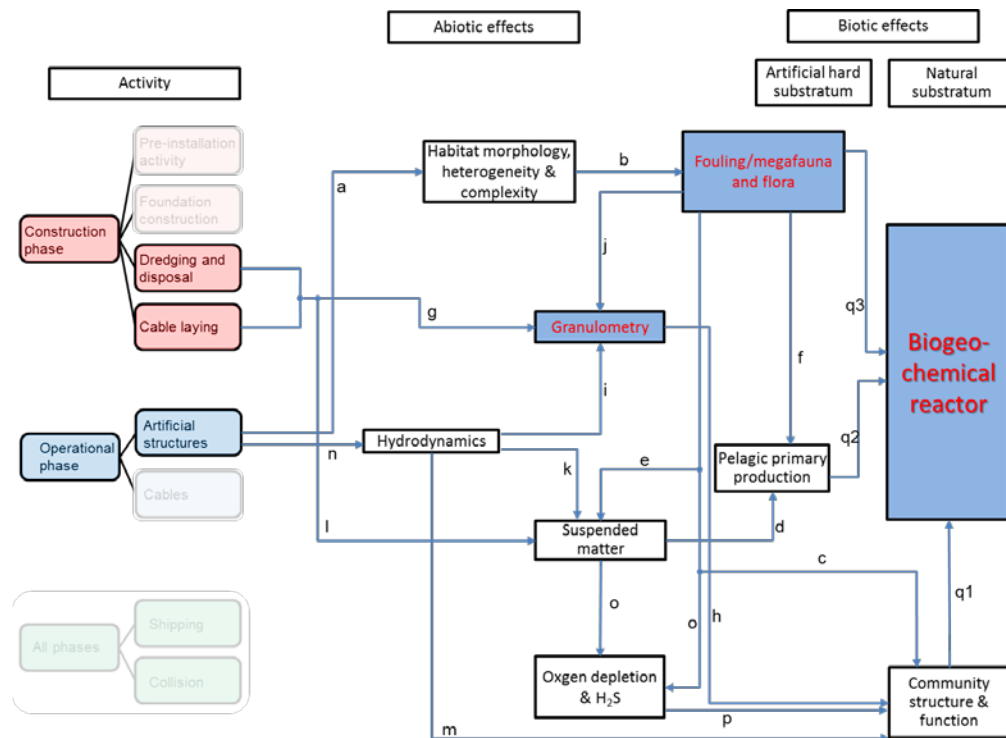 Abiotic effects
Biotic effects
Activity
Artificial hard
substratum
Natural
substratum
Pre-installation
activity
Foundation
construction
Construction
phase
Dredging and
disposal
Cable laying
Habitat morphology,
heterogeneity &
complexity
Fouling/megafauna
and flora
a
b
j
g
Granulometry
q3
f
i
Biogeo-
chemical
reactor
Operational
phase
Artificial
structures
Cables
n
Hydrodynamics
k
e
q2
Pelagic primary
production
l
Suspended
matter
d
c
q1
o
o
h
All phases
Shipping
Collision
Oxgen depletion
& H₂S
p
m
Community
structure &
function